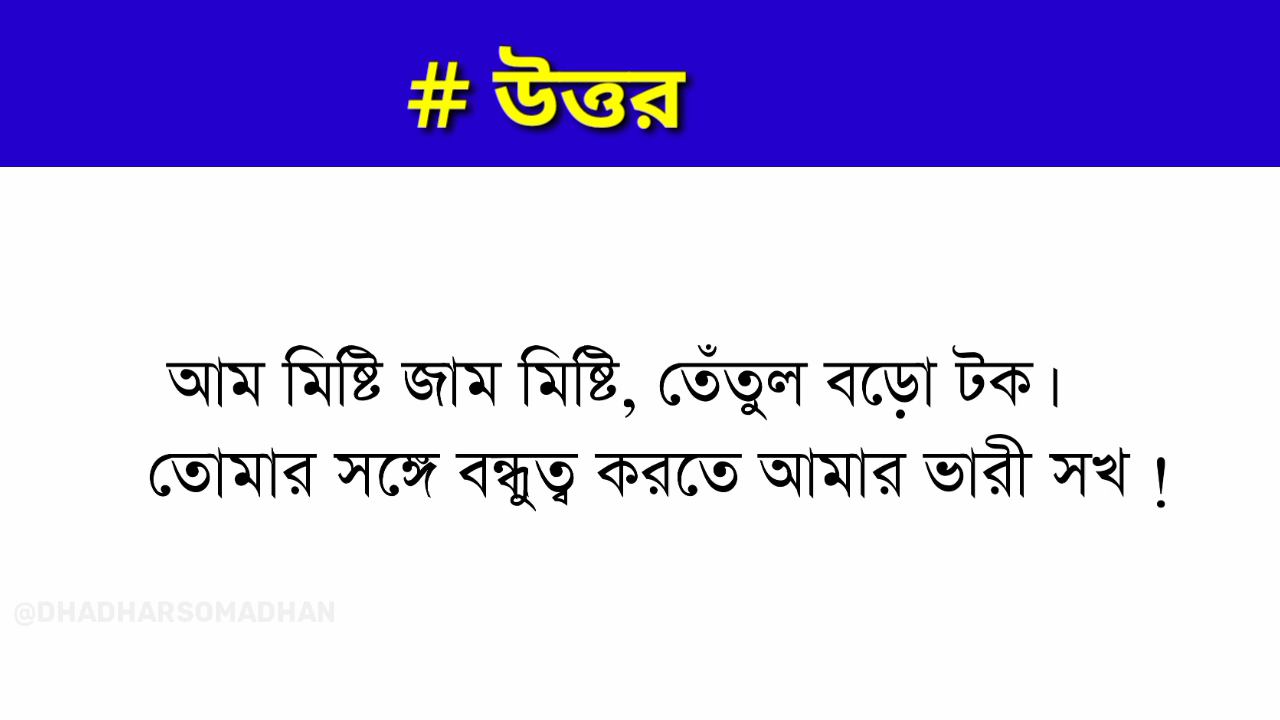 # উত্তর
আম মিষ্টি জাম মিষ্টি, তেঁতুল বড়ো টক।
তোমার সঙ্গে বন্ধুত্ব করতে আমার ভারী সখ !
@DHADHARSOMADHAN